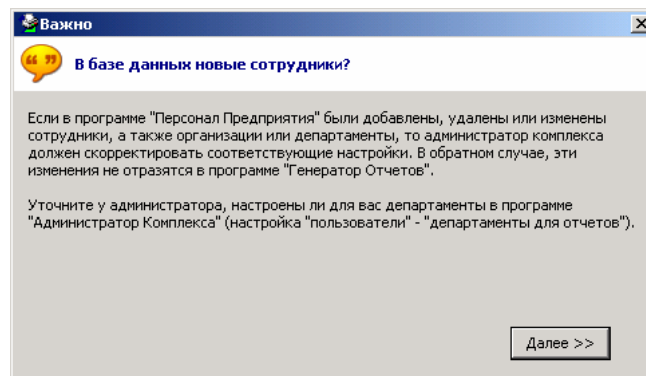 Важно
В базе данных новые сотрудники?
Если в программе "Персонал Предприятия" были добавлены, удалены или изменены
сотрудники, а также организации или департаменты, то администратор комплекса
должен скорректировать соответствующие настройки. В обратном случае, эти
изменения не отразятся в программе "Генератор Отчетов".
Уточните у администратора, настроены ли для вас департаменты в программе
"Администратор Комплекса" (настройка "пользователи" - "департаменты для отчетов").
Далее >>